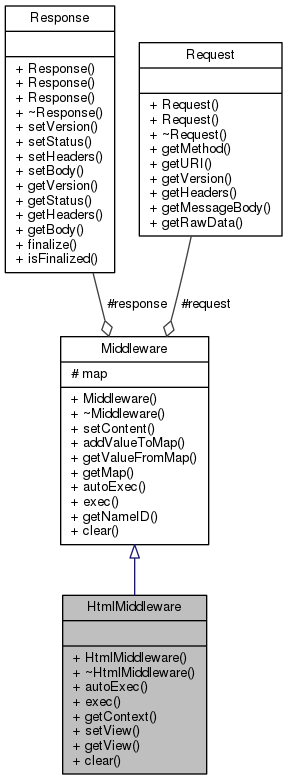 Response
+ Response()
+ Response()
+ Response()
+ ~Response()
+ setVersion()
+ setStatus()
+ setHeaders()
+ setBody()
+ getVersion()
+ getStatus()
+ getHeaders()
+ getBody()
+ finalize()
+ isFinalized()
Request
+ Request()
+ Request()
+ ~Request()
+ getMethod()
+ getURI()
+ getVersion()
+ getHeaders()
+ getMessageBody()
+ getRawData()
#response
#request
Middleware
# map
+ Middleware()
+ ~Middleware()
+ setContent()
+ addValueToMap()
+ getValueFromMap()
+ getMap()
+ autoExec()
+ exec()
+ getNameID()
+ clear()
HtmlMiddleware
+ HtmlMiddleware()
+ ~HtmlMiddleware()
+ autoExec()
+ exec()
+ getContext()
+ setView()
+ getView()
+ clear()